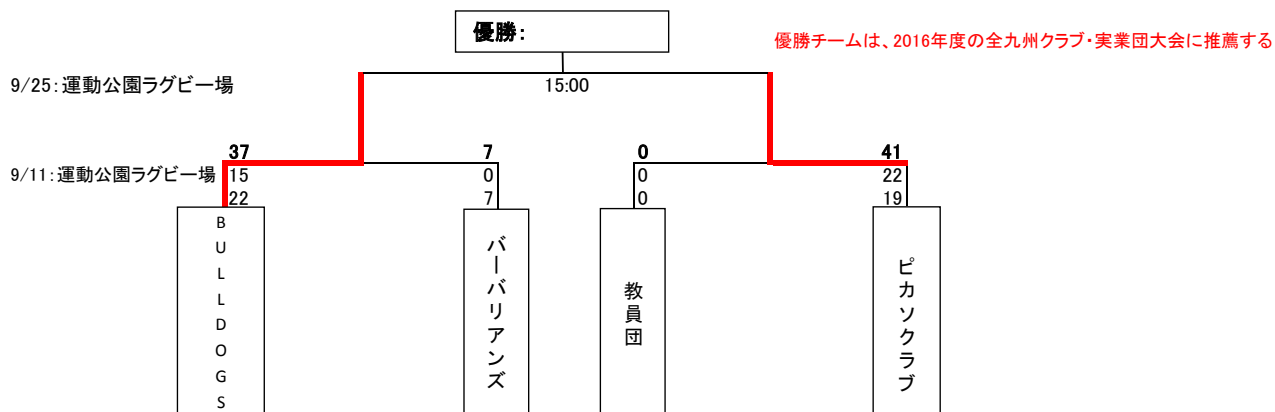 優勝:
優勝チームは、2016年度の全九州クラブ・実業団大会に推薦する
9/25:運動公園ラグビー場
15:00
37 7 0 41
9/11:運動公園ラグビー場 15 0 0 22
22 7 0 19
BULLDOGS
バーバリアンズ
教員団
ピカソクラブ